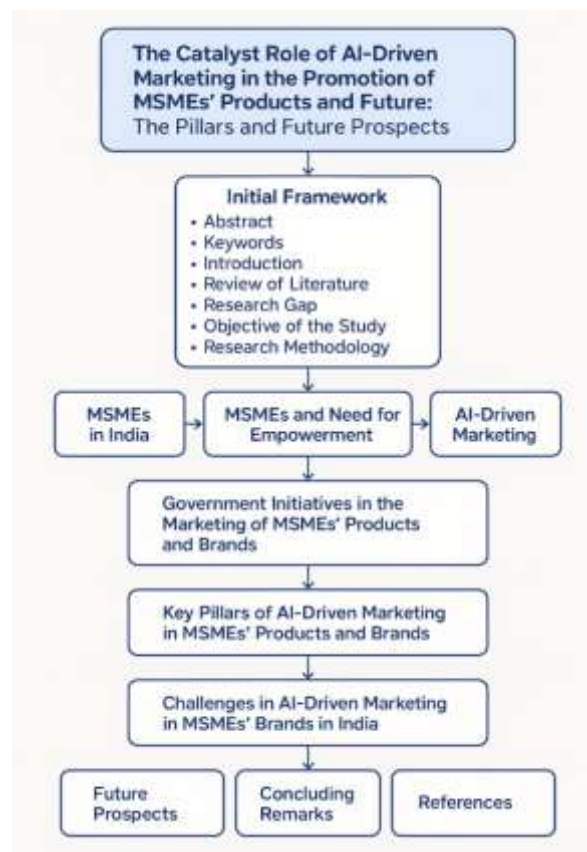 The Catalyst Role of AI-Driven
Marketing in the Promotion of
MSMEs' Products and Future:
The Pillars and Future Prospects
Initial Framework
• Abstract
• Keywords
• Introduction
• Review of Literature
• Research Gap
• Objective of the Study
• Research Methodology
MSMEs
in India
MSMEs and Need for
Empowerment
AI-Driven
Marketing
Government Initiatives in the
Marketing of MSMEs' Products
and Brands
Key Pillars of AI-Driven Marketing
in MSMEs' Products and Brands
Challenges in AI-Driven Marketing
in MSMEs' Brands in India
Future
Prospects
Concluding
Remarks
References